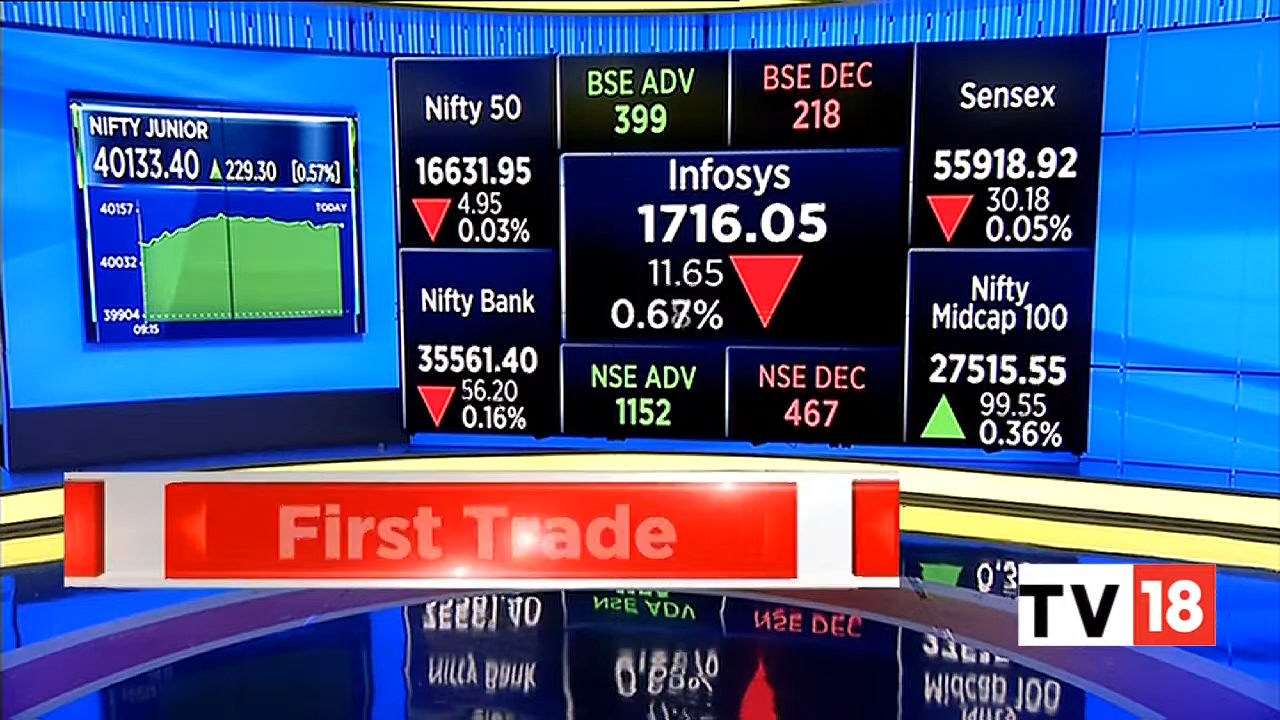 NIFTY JUNIOR
40133.40 ▲ 229.30 [0.57%]
TODAY
40157
40032
39904
09:15
Nifty 50
16631.95
4.95
0.03%
Nifty Bank
35561.40
56.20
0.16%
BSE ADV
399
BSE DEC
218
Infosys
1716.05
11.65
NSE ADV
1152
NSE DEC
467
Sensex
55918.92
30.18
0.05%
Nifty
Midcap 100
27515.55
99.55
0.36%
First Trade
TV18